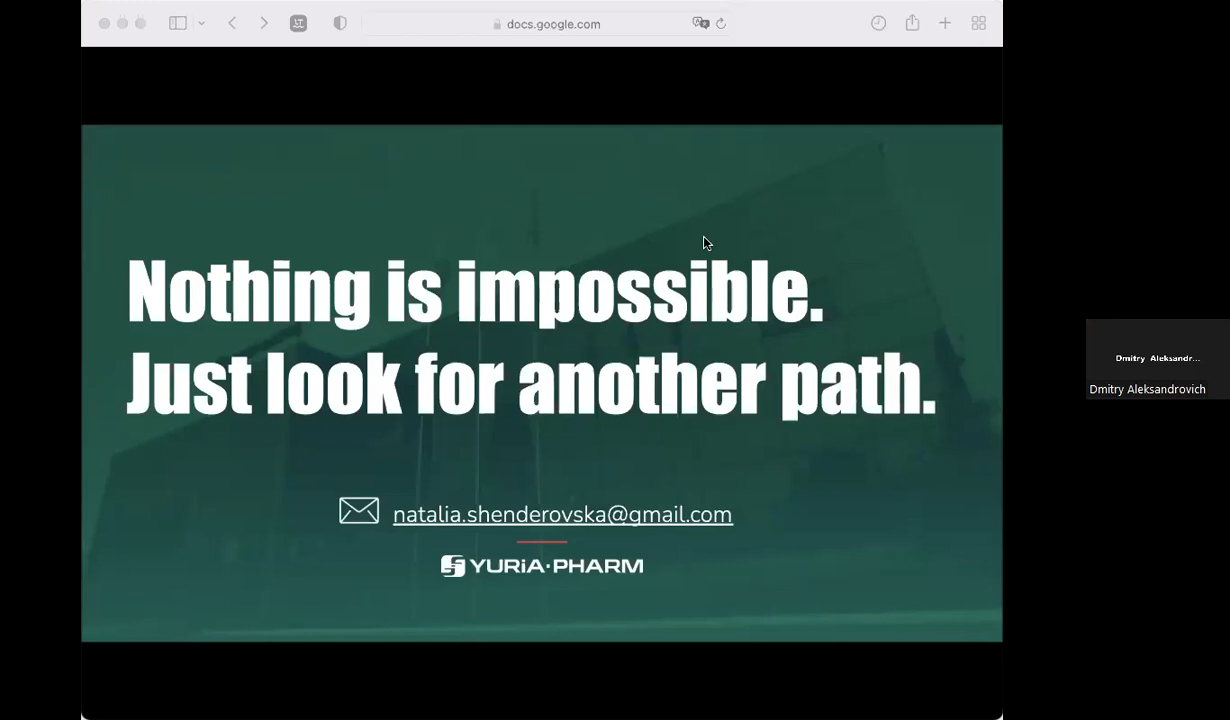 docs.google.com
Nothing is impossible.
Just look for another path.
natalia.shenderovska@gmail.com
YURiA·PHARM
Dmitry Aleksandr...
Dmitry Aleksandrovich